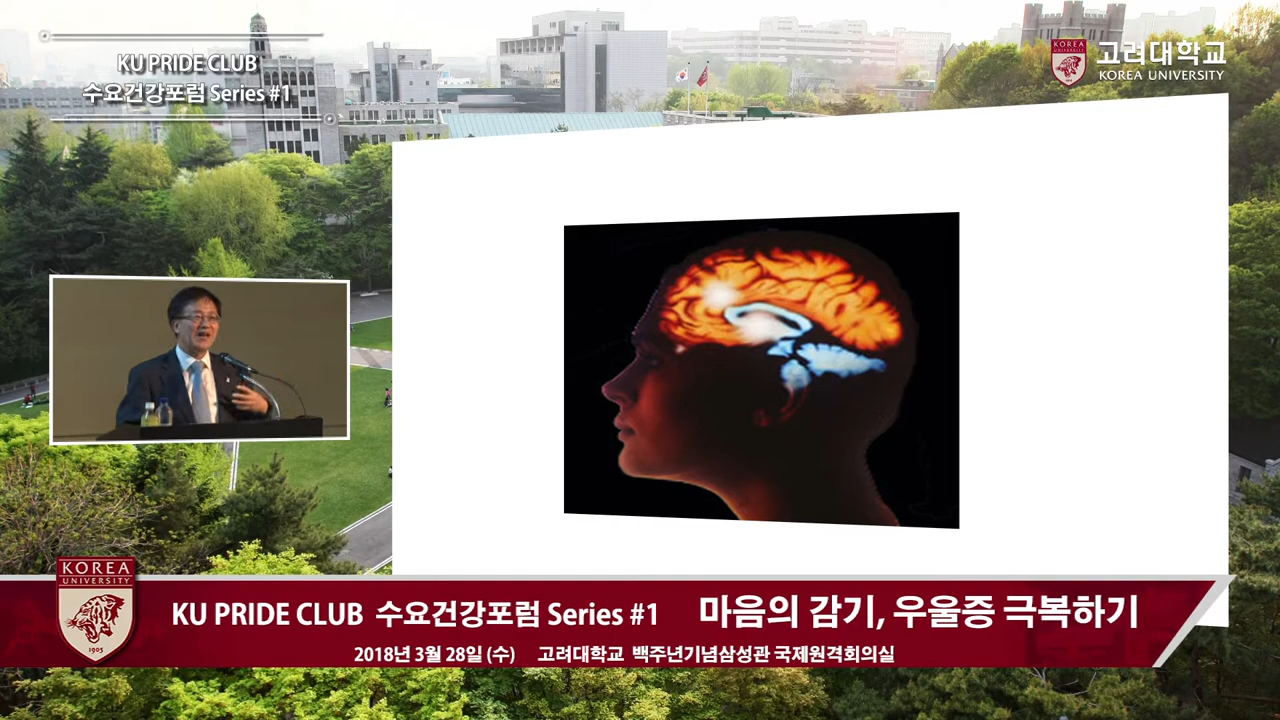 KU PRIDE CLUB
수요건강포럼 Series #1
고려대학교
KOREA UNIVERSITY
KOREA
UNIVERSITY
1905
KU PRIDE CLUB 수요건강포럼 Series #1 마음의 감기, 우울증 극복하기
2018년 3월 28일 (수) 고려대학교 백주년기념삼성관 국제원격회의실